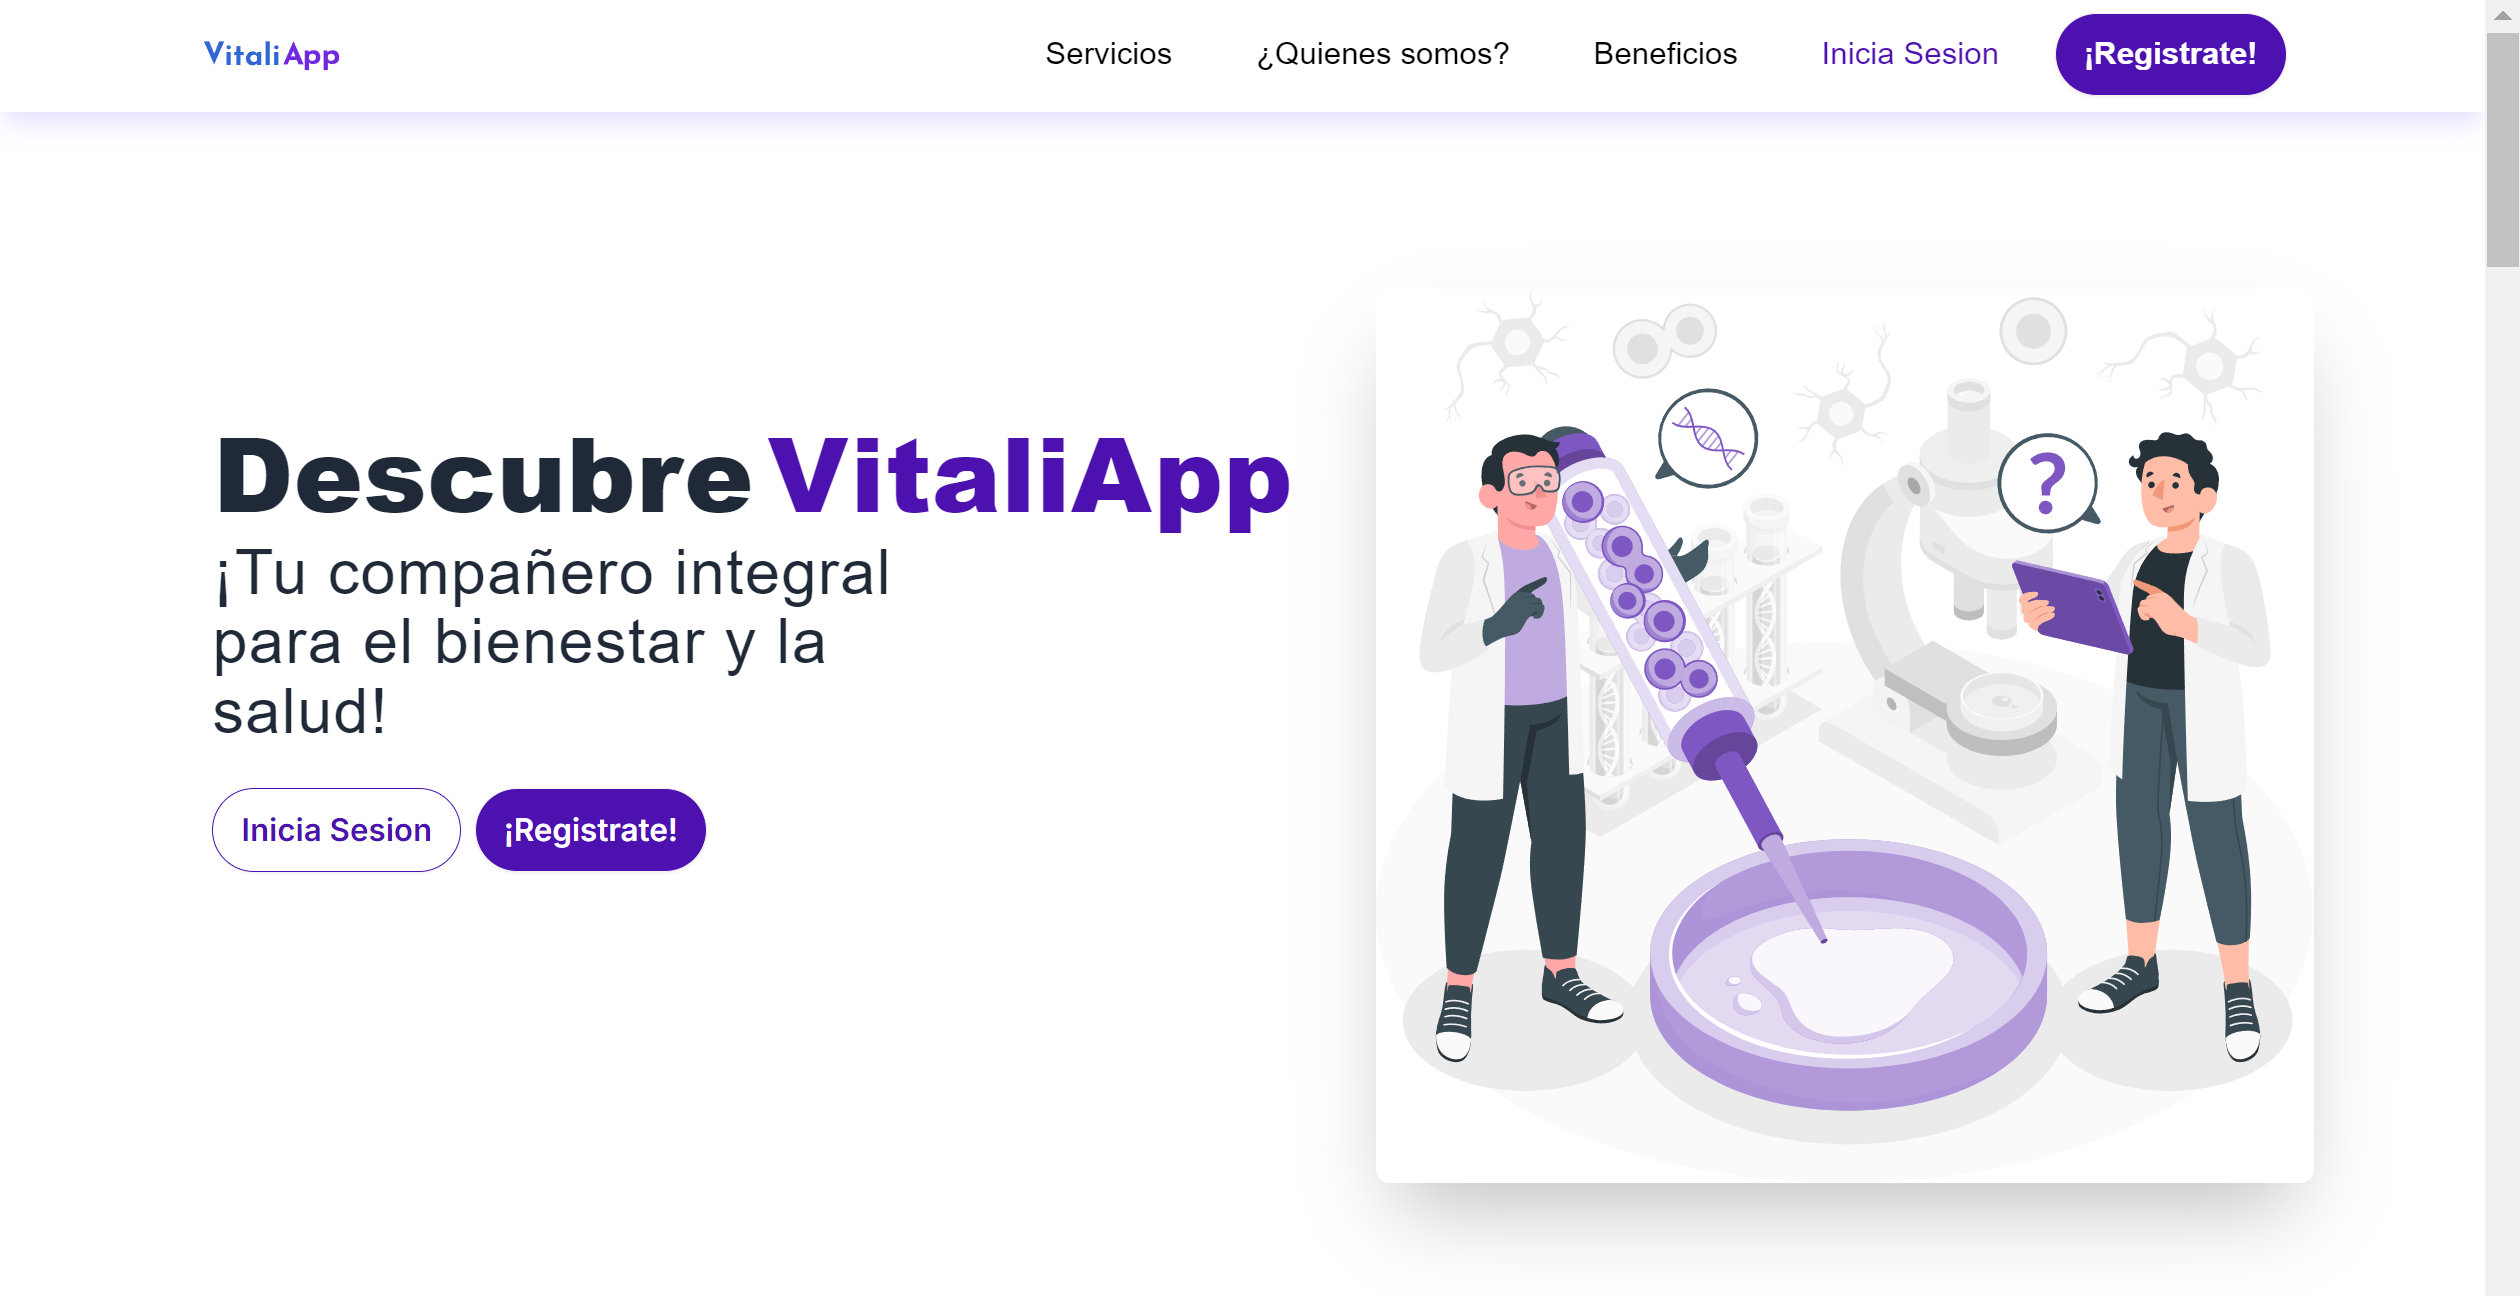 VitaliApp
Servicios
¿Quienes somos?
Beneficios
Inicia Sesion
¡Registrate!
Descubre VitaliApp
¡Tu compañero integral
para el bienestar y la
salud!
Inicia Sesion
¡Registrate!
?